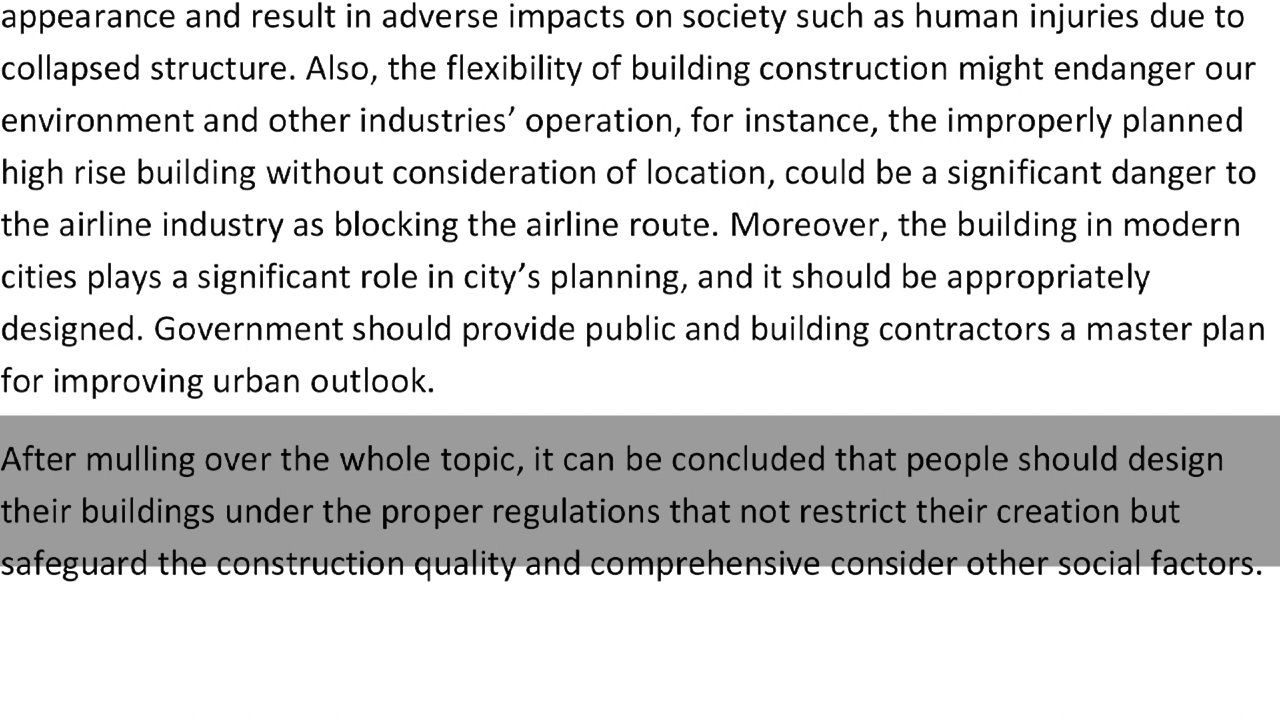 appearance and result in adverse impacts on society such as human injuries due to
collapsed structure. Also, the flexibility of building construction might endanger our
environment and other industries’ operation, for instance, the improperly planned
high rise building without consideration of location, could be a significant danger to
the airline industry as blocking the airline route. Moreover, the building in modern
cities plays a significant role in city’s planning, and it should be appropriately
designed. Government should provide public and building contractors a master plan
for improving urban outlook.
After mulling over the whole topic, it can be concluded that people should design
their buildings under the proper regulations that not restrict their creation but
safeguard the construction quality and comprehensive consider other social factors.